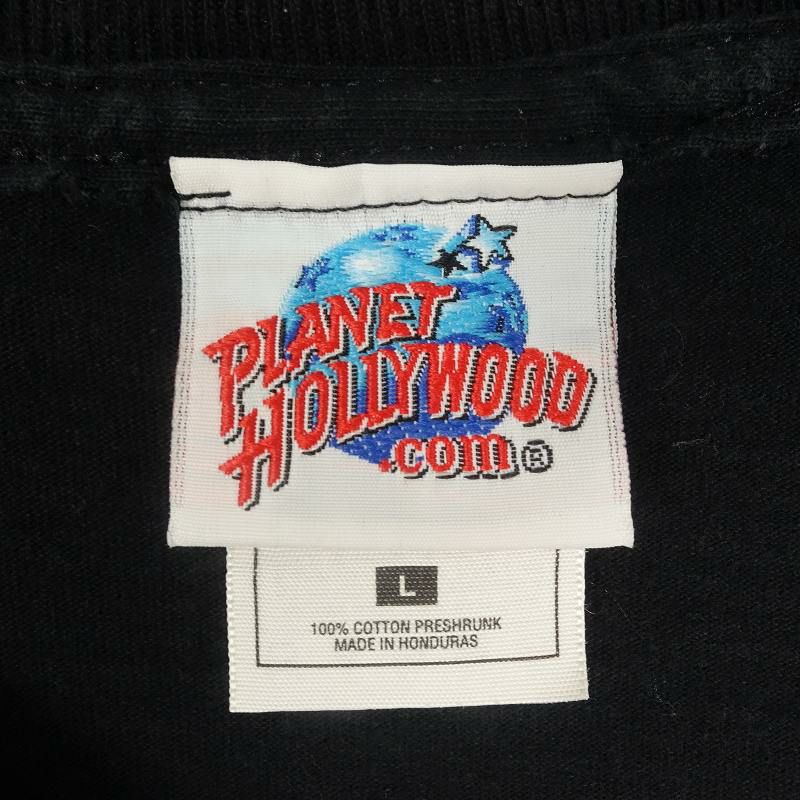 PLANET
HOLLYWOOD
.com®
L
100% COTTON PRESHRUNK
MADE IN HONDURAS